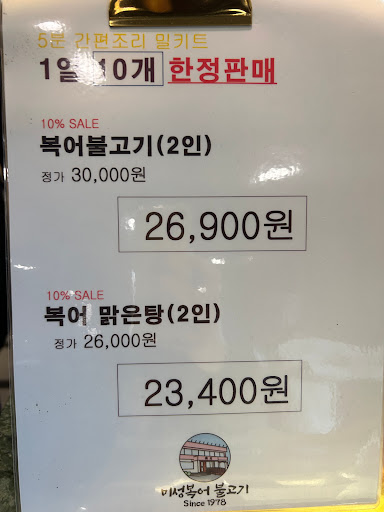 5분 간편조리 밀키트
1일 10개 한정판매
10% SALE
복어불고기(2인)
정가 30,000원
26,900원
10% SALE
복어 맑은탕(2인)
정가 26,000원
23,400원
미성복어 불고기
Since 1978